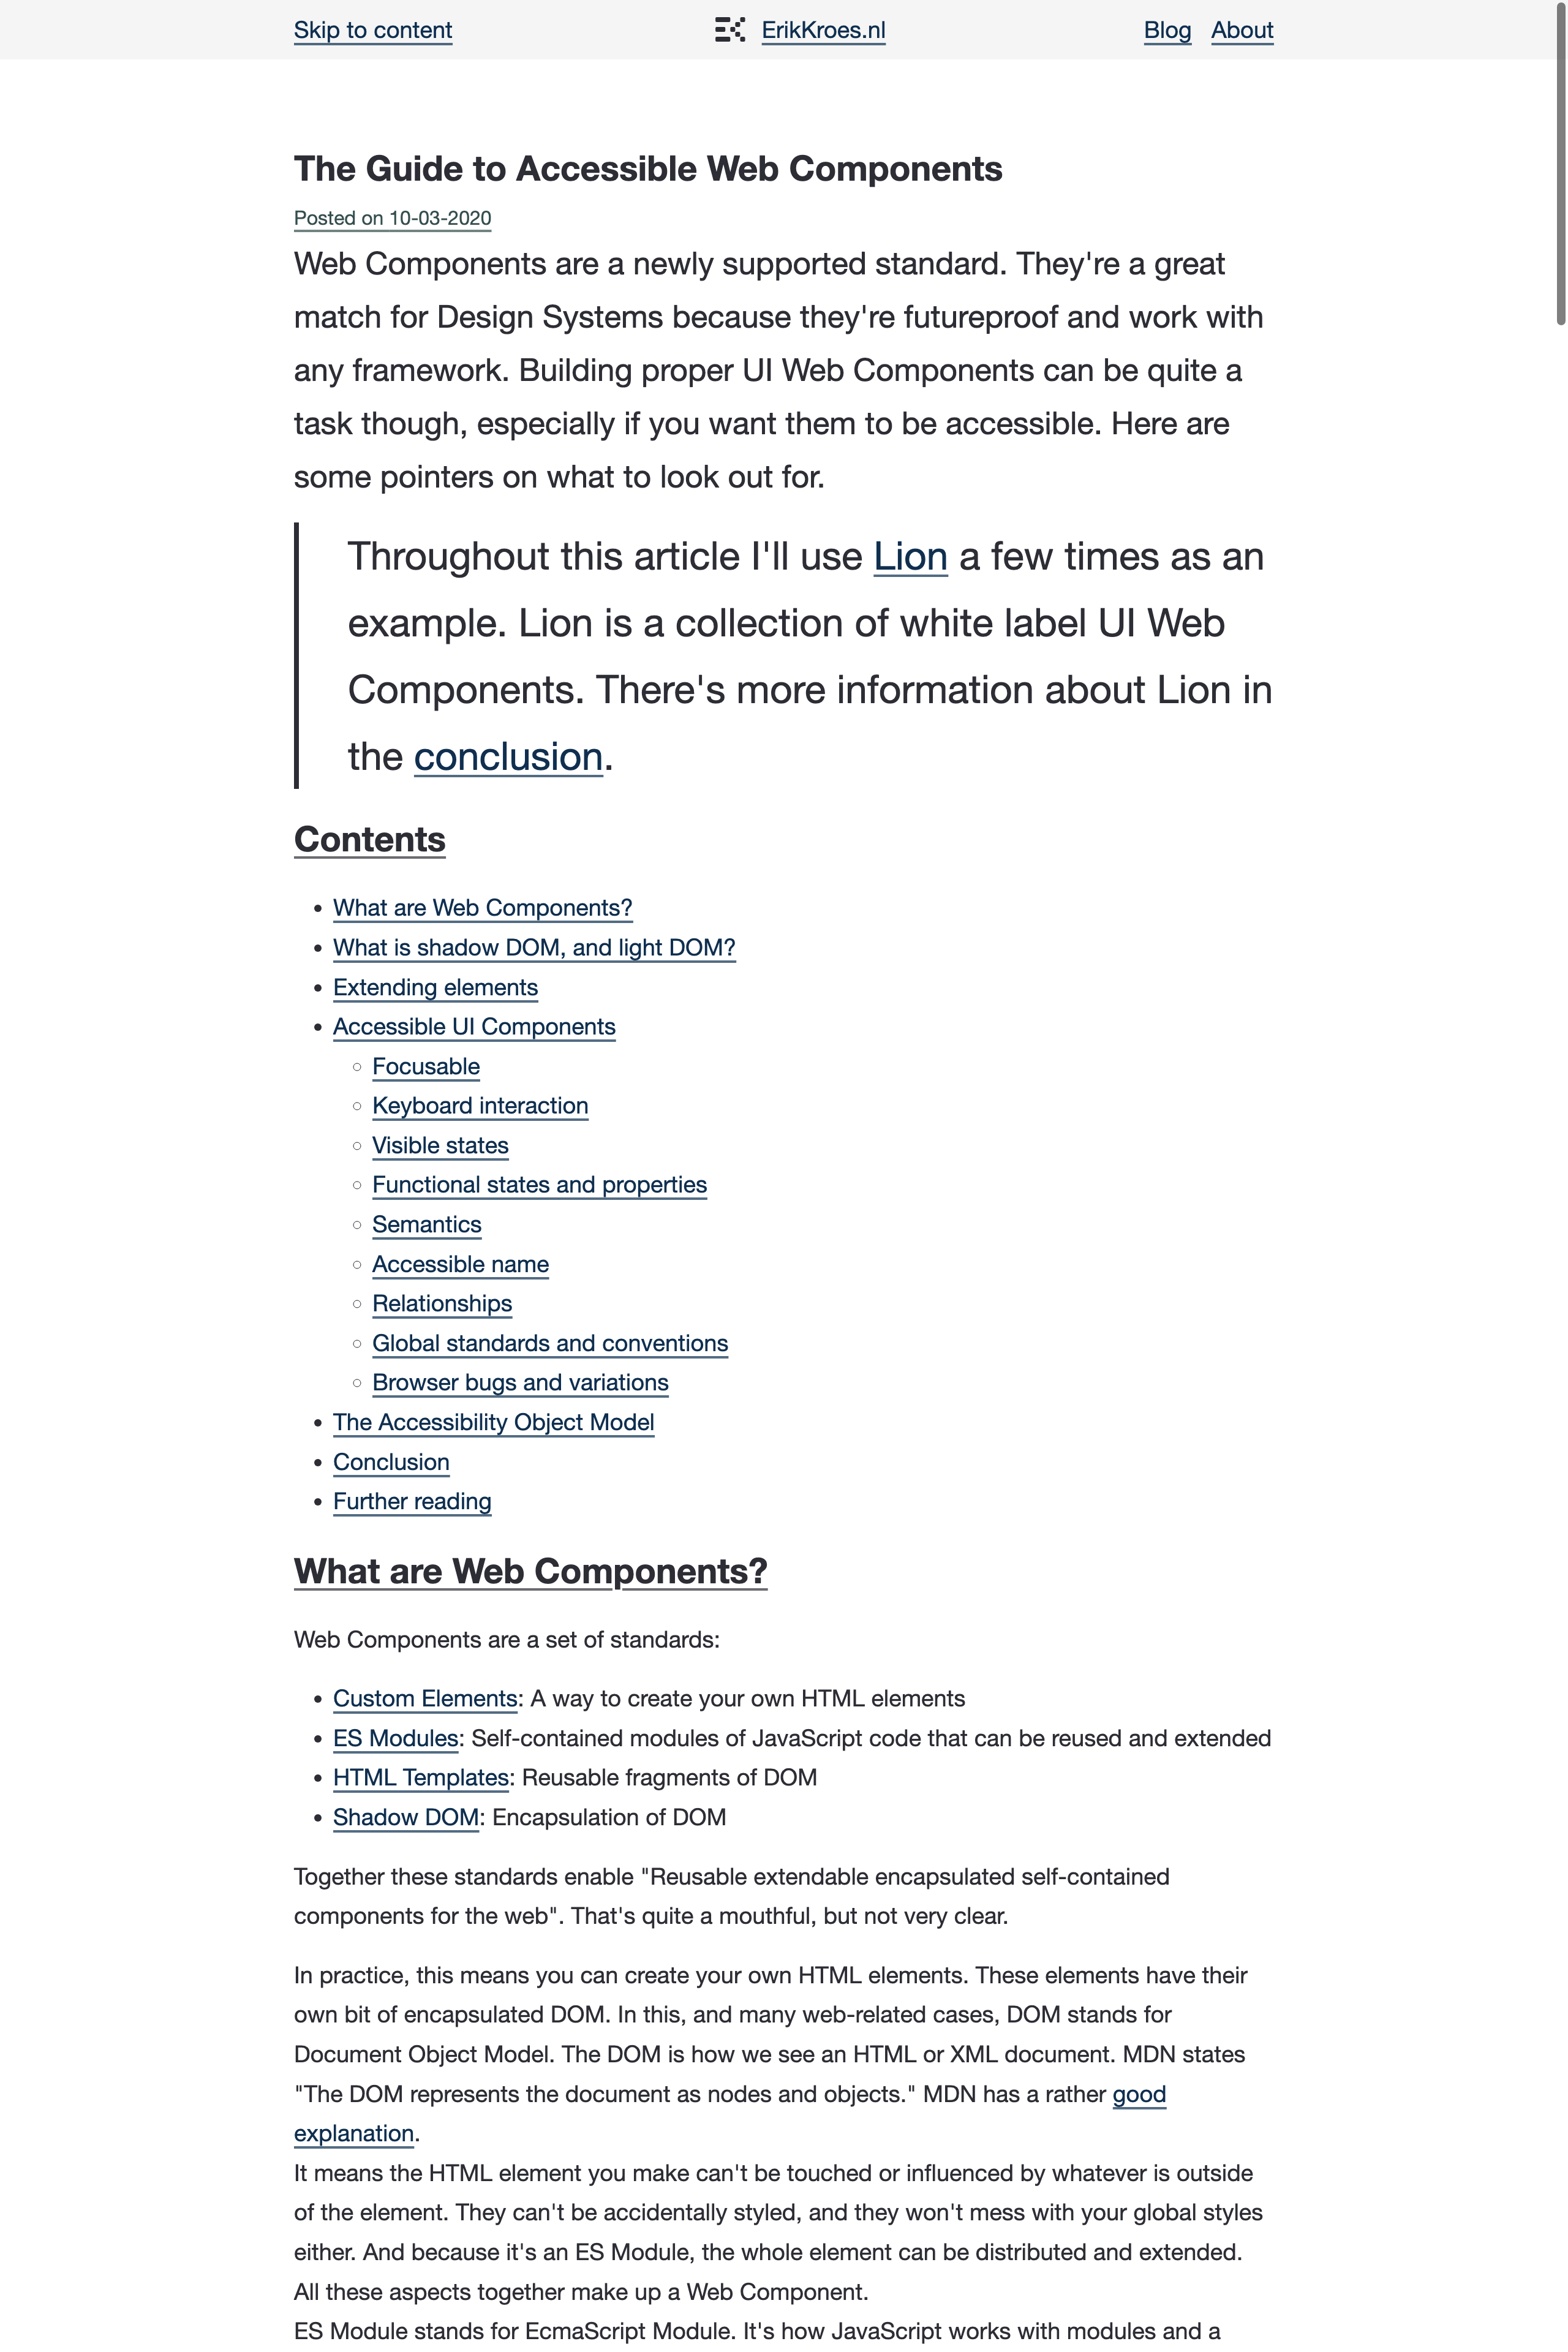 Skip to content
ErikKroes.nl
Blog
About
The Guide to Accessible Web Components
Posted on 10-03-2020
Web Components are a newly supported standard. They're a great
match for Design Systems because they're futureproof and work with
any framework. Building proper UI Web Components can be quite a
task though, especially if you want them to be accessible. Here are
some pointers on what to look out for.
Throughout this article I'll use Lion a few times as an
example. Lion is a collection of white label UI Web
Components. There's more information about Lion in
the conclusion.
Contents
What are Web Components?
What is shadow DOM, and light DOM?
Extending elements
Accessible UI Components
Focusable
Keyboard interaction
Visible states
Functional states and properties
Semantics
Accessible name
Relationships
Global standards and conventions
Browser bugs and variations
The Accessibility Object Model
Conclusion
Further reading
What are Web Components?
Web Components are a set of standards:
Custom Elements: A way to create your own HTML elements
ES Modules: Self-contained modules of JavaScript code that can be reused and extended
HTML Templates: Reusable fragments of DOM
Shadow DOM: Encapsulation of DOM
Together these standards enable "Reusable extendable encapsulated self-contained
components for the web". That's quite a mouthful, but not very clear.
In practice, this means you can create your own HTML elements. These elements have their
own bit of encapsulated DOM. In this, and many web-related cases, DOM stands for
Document Object Model. The DOM is how we see an HTML or XML document. MDN states
"The DOM represents the document as nodes and objects." MDN has a rather good
explanation.
It means the HTML element you make can't be touched or influenced by whatever is outside
of the element. They can't be accidentally styled, and they won't mess with your global styles
either. And because it's an ES Module, the whole element can be distributed and extended.
All these aspects together make up a Web Component.
ES Module stands for EcmaScript Module. It's how JavaScript works with modules and a